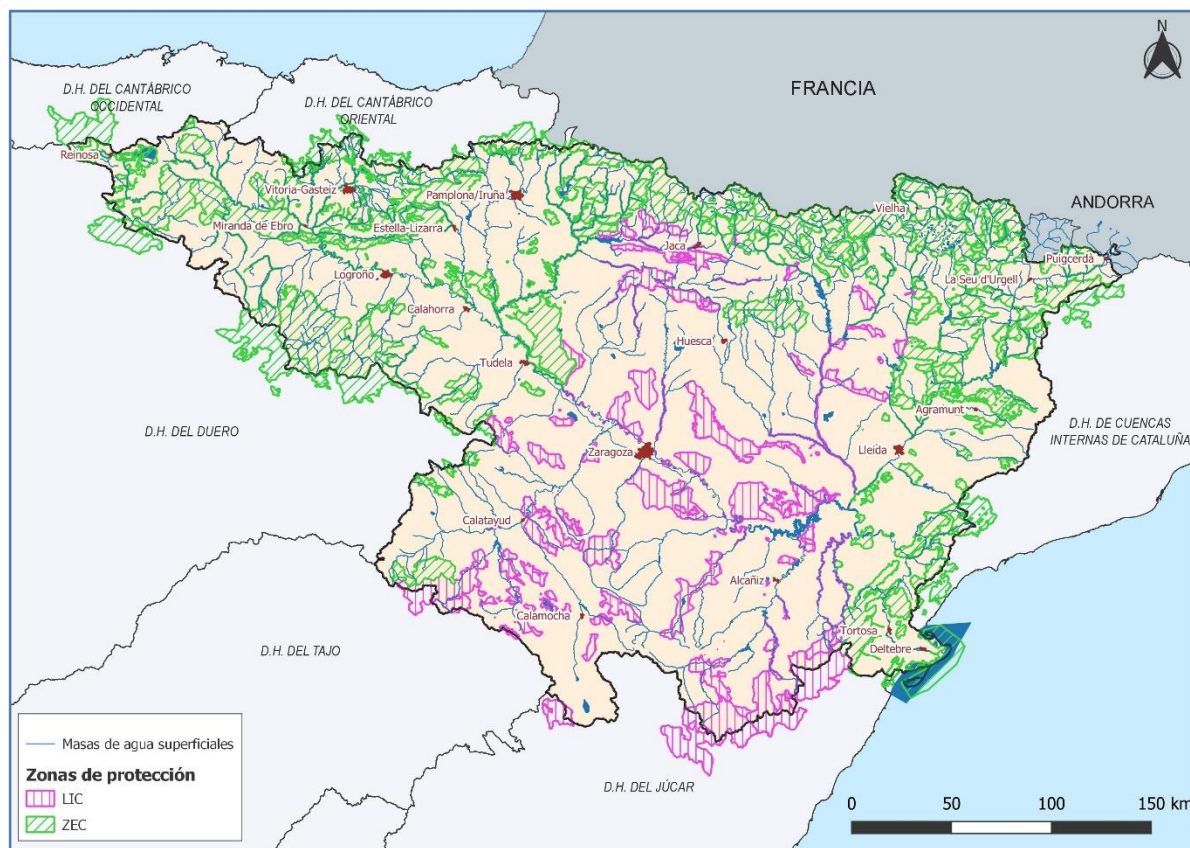 N
FRANCIA
D.H. DEL CANTÁBRICO
OCCIDENTAL
D.H. DEL CANTÁBRICO
ORIENTAL
Reinosa
Vitoria-Gasteiz
Pamplona/Iruña
Vielha
ANDORRA
Miranda de Ebro
Estella-Lizarra
Jaca
Puigcerdà
Logroño
La Seu d'Urgell
Calahorra
Huesca
Tudela
Agramunt
D.H. DEL DUERO
D.H. DE CUENCAS
INTERNAS DE CATALUÑA
Zaragoza
Lleida
Calatayud
Alcañiz
Calamocha
Tortosa
D.H. DEL TAJO
Deltebre
D.H. DEL JÚCAR
Masas de agua superficiales
Zonas de protección
LIC
ZEC
0 50 100 150 km